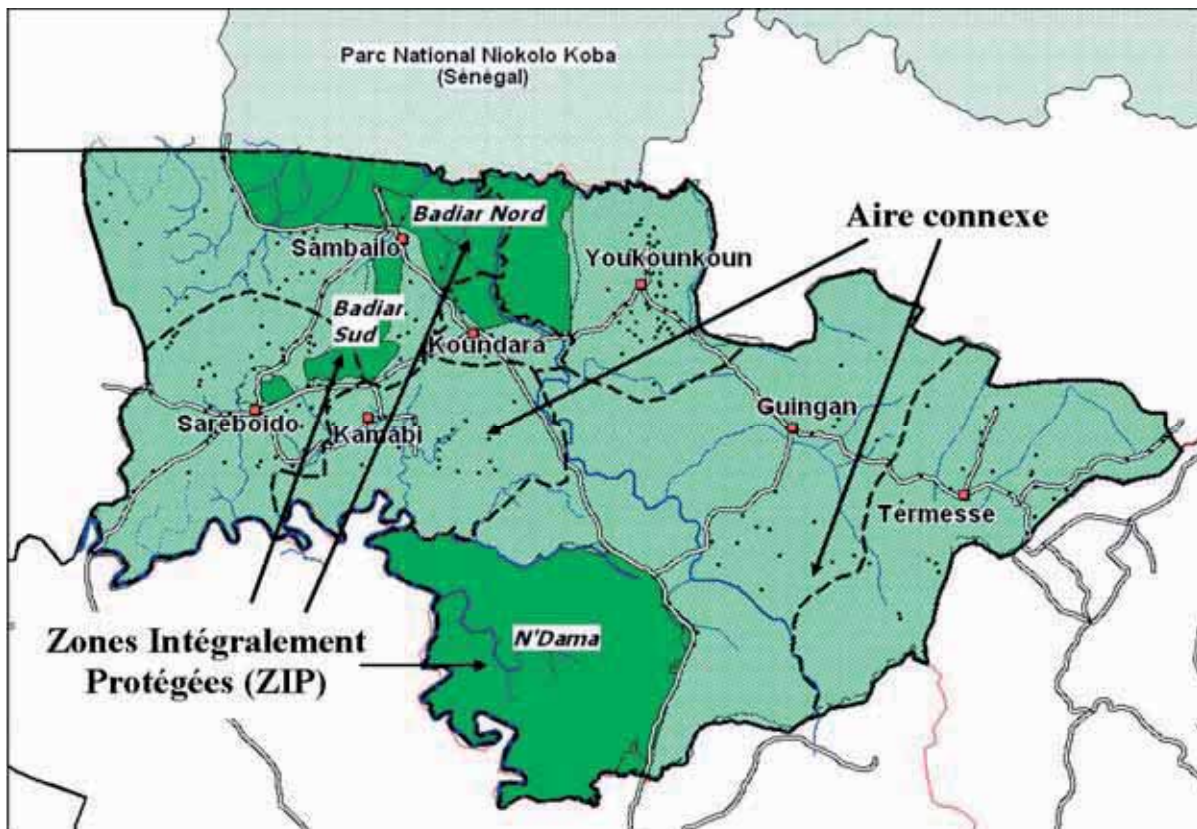 Parc National Niokolo Koba
(Sénégal)
Aire connexe
Badiar Nord
Sambailo
Youkounkoun
Badiar
Sud
Koundara
Guingan
Sareboido
Kamabi
Termesse
Zones Intégralement
Protégées (ZIP)
N'Dama